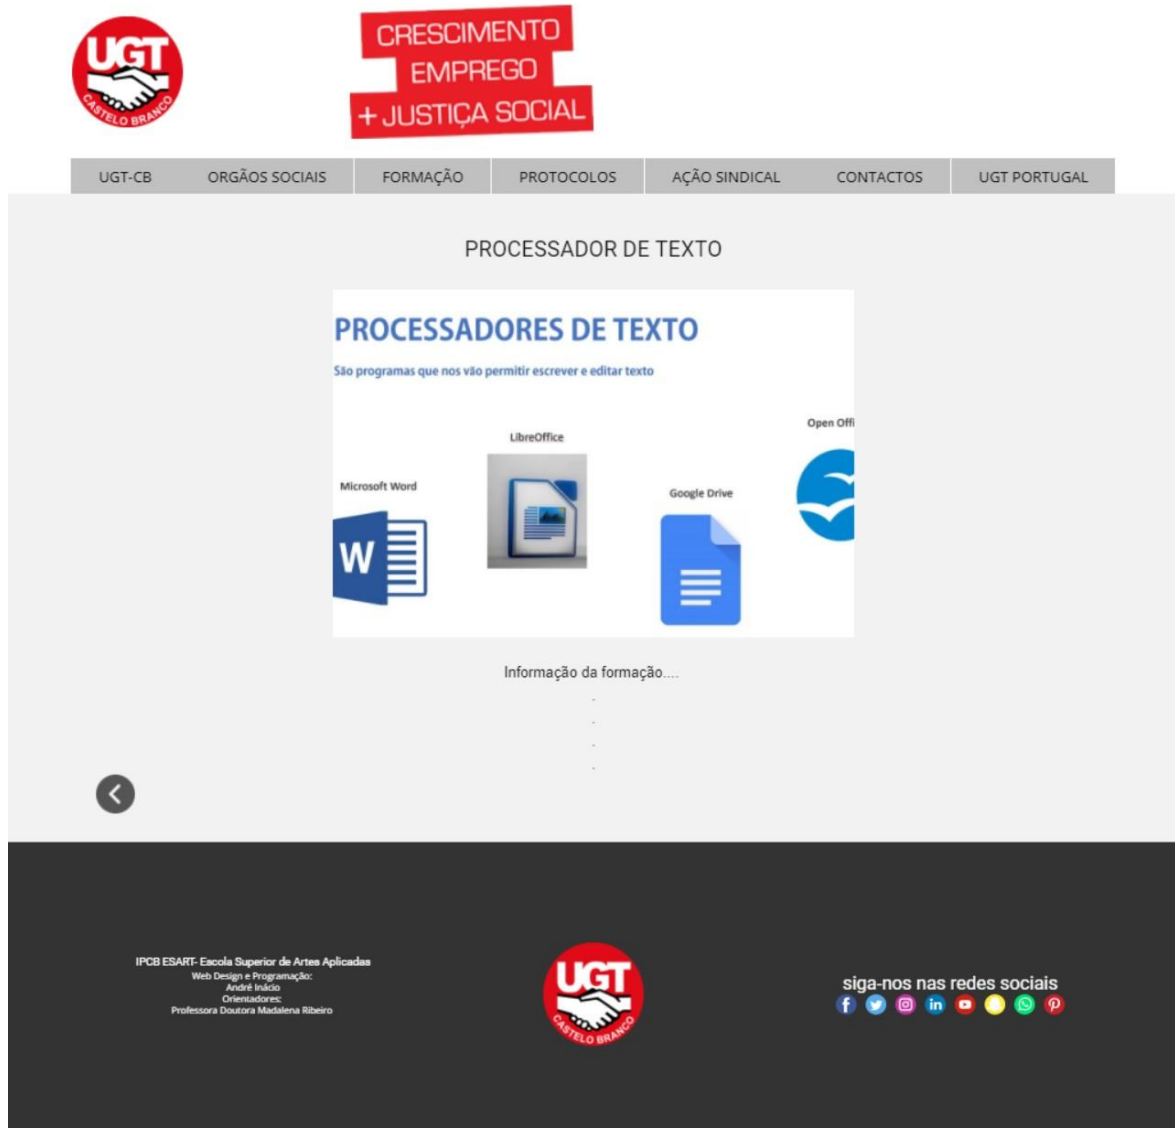 UGT
CASTELO BRANCO
CRESCIMENTO
EMPREGO
+ JUSTIÇA SOCIAL
UGT-CB
ORGÃOS SOCIAIS
FORMAÇÃO
PROTOCOLOS
AÇÃO SINDICAL
CONTACTOS
UGT PORTUGAL
PROCESSADOR DE TEXTO
PROCESSADORES DE TEXTO
São programas que nos vão permitir escrever e editar texto
Open Offi
LibreOffice
Microsoft Word
Google Drive
W
Informação da formação....
.
.
.
.
IPCB ESART- Escola Superior de Artes Aplicadas
Web Design e Programação:
André Inácio
Orientadores:
Professora Doutora Madalena Ribeiro
UGT
CASTELO BRANCO
siga-nos nas redes sociais